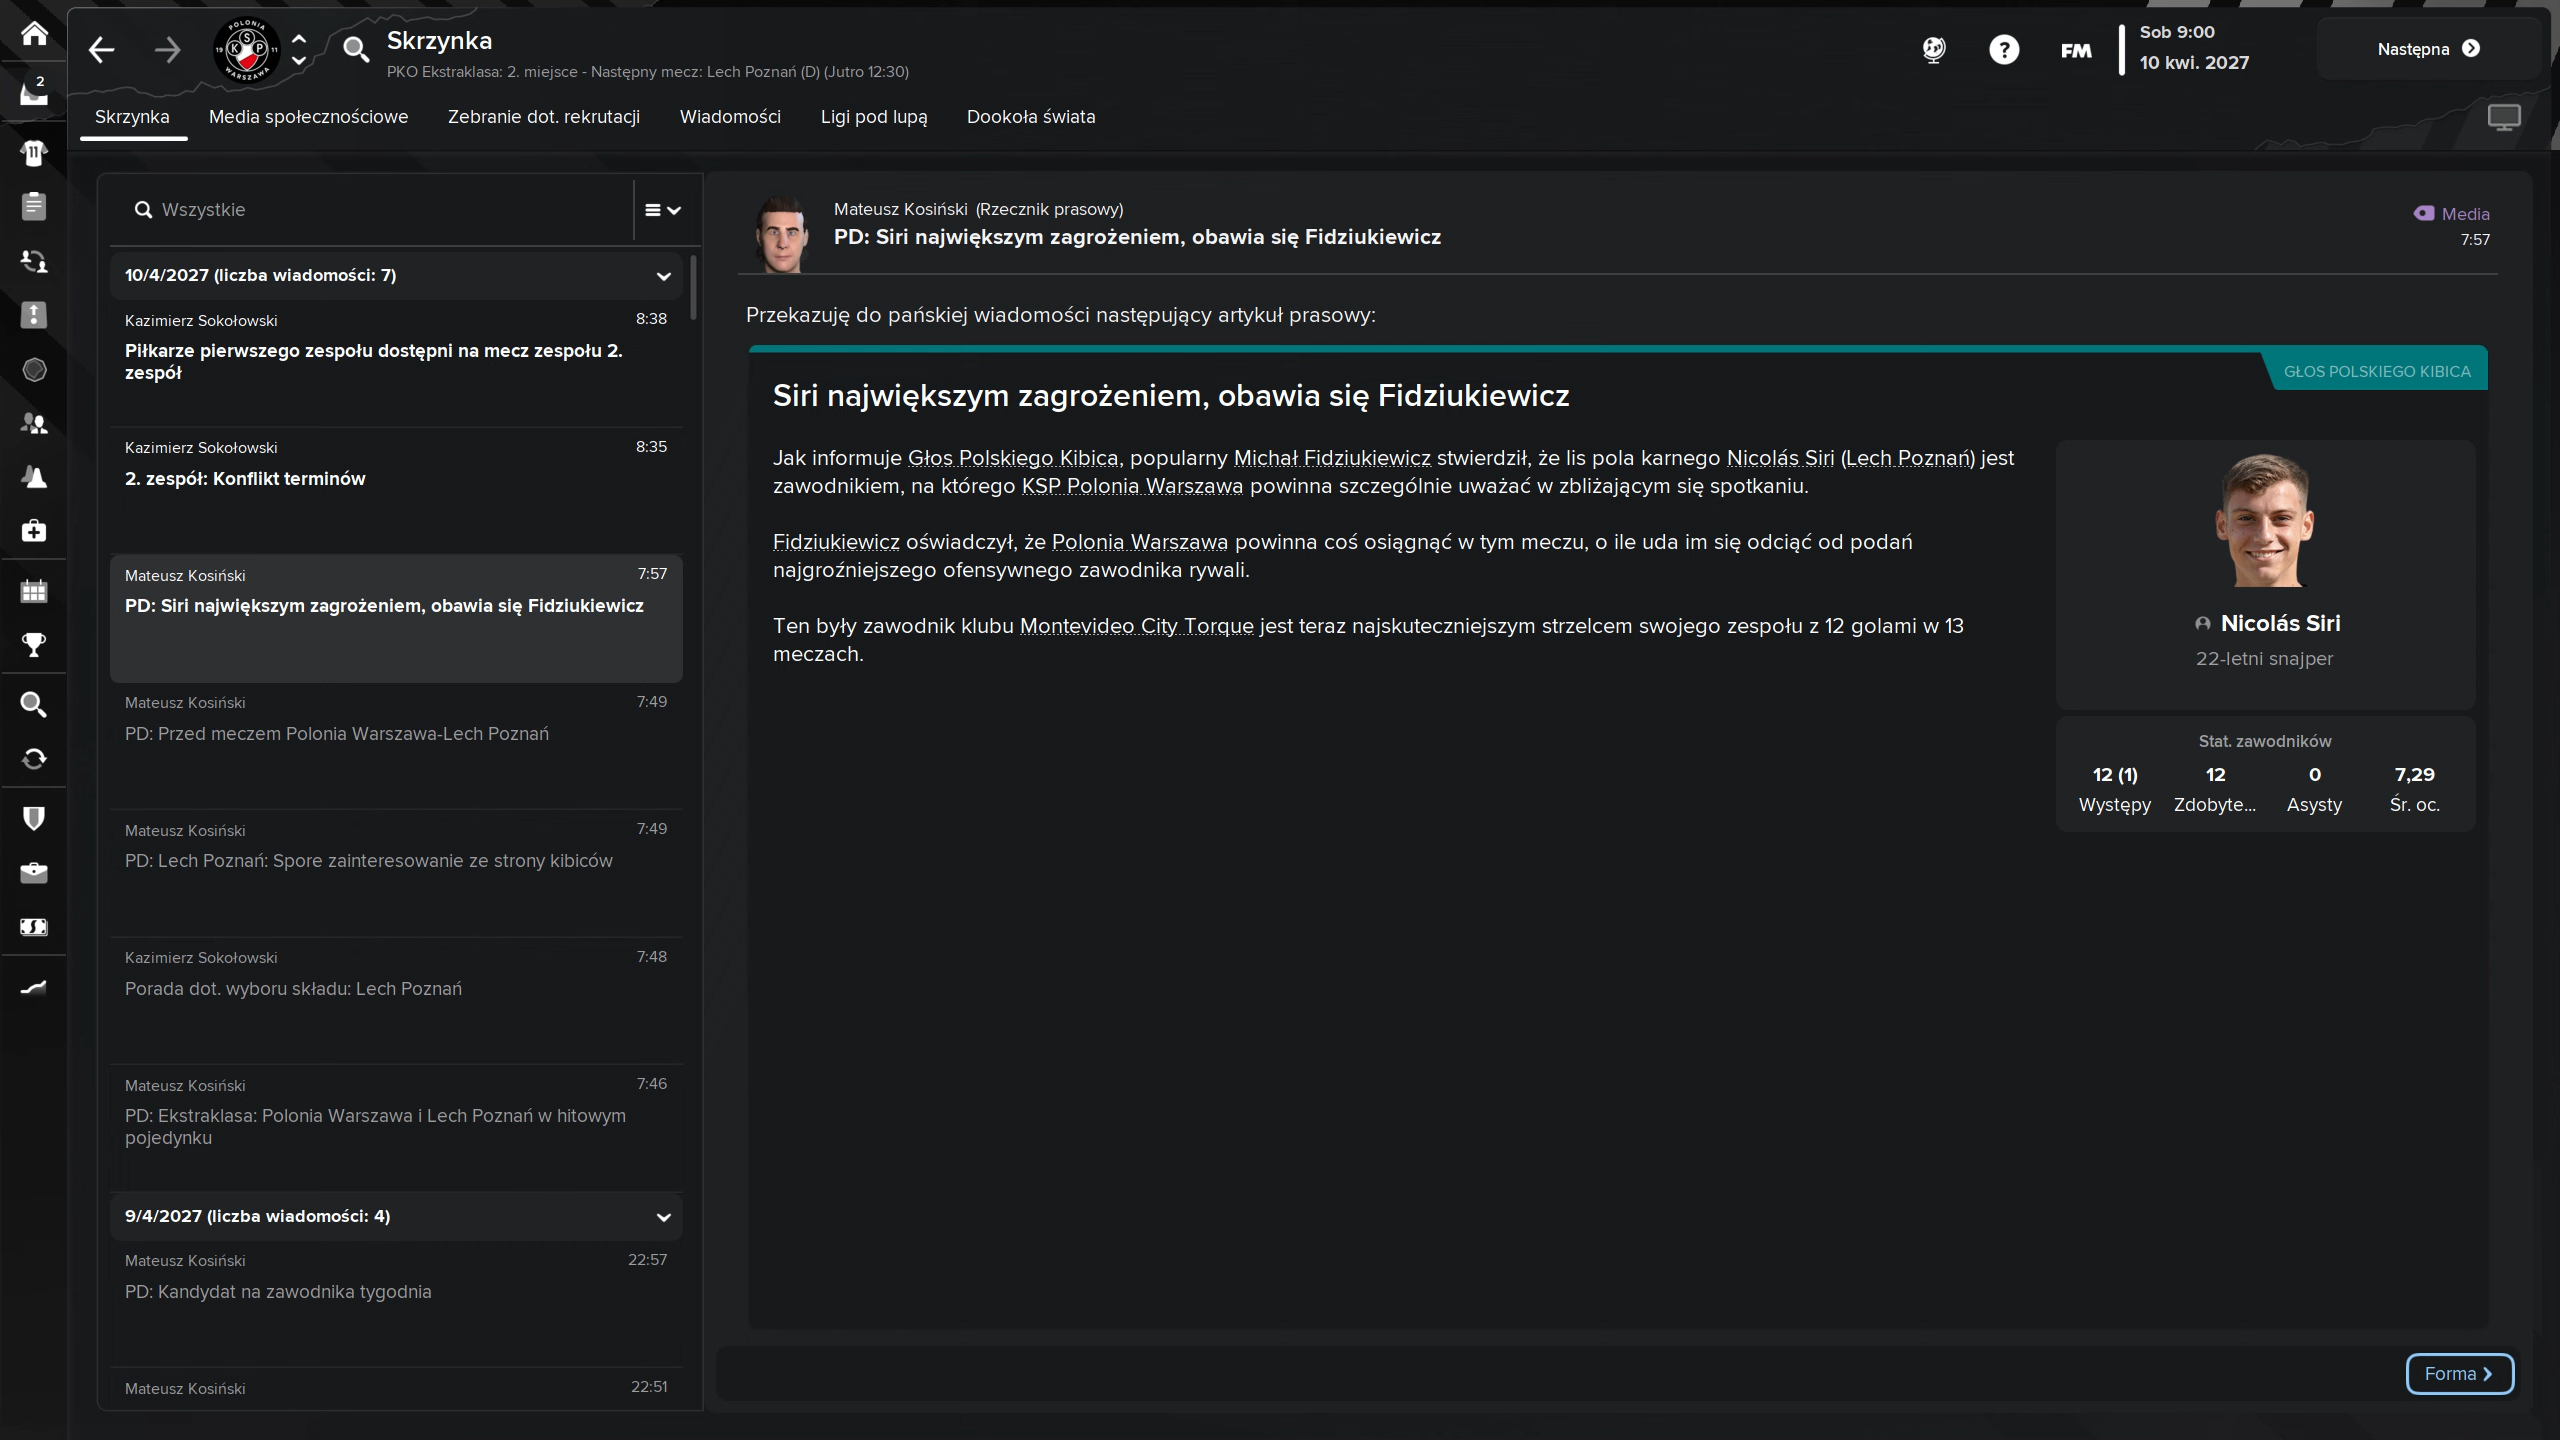 Skrzynka
PKO Ekstraklasa: 2. miejsce - Następny mecz: Lech Poznań (D) (Jutro 12:30)
FM
Sob 9:00
10 kwi. 2027
Następna
2
Skrzynka
Media społecznościowe
Zebranie dot. rekrutacji
Wiadomości
Ligi pod lupą
Dookoła świata
POLONIA
19 KSP 11
WARSZAWA
11
Wszystkie
10/4/2027 (liczba wiadomości: 7)
Kazimierz Sokołowski 8:38
Piłkarze pierwszego zespołu dostępni na mecz zespołu 2.
zespół
Kazimierz Sokołowski 8:35
2. zespół: Konflikt terminów
Mateusz Kosiński 7:57
PD: Siri największym zagrożeniem, obawia się Fidziukiewicz
Mateusz Kosiński 7:49
PD: Przed meczem Polonia Warszawa-Lech Poznań
Mateusz Kosiński 7:49
PD: Lech Poznań: Spore zainteresowanie ze strony kibiców
Kazimierz Sokołowski 7:48
Porada dot. wyboru składu: Lech Poznań
Mateusz Kosiński 7:46
PD: Ekstraklasa: Polonia Warszawa i Lech Poznań w hitowym
pojedynku
9/4/2027 (liczba wiadomości: 4)
Mateusz Kosiński 22:57
PD: Kandydat na zawodnika tygodnia
Mateusz Kosiński 22:51
Mateusz Kosiński (Rzecznik prasowy)
PD: Siri największym zagrożeniem, obawia się Fidziukiewicz
Media
7:57
Przekazuję do pańskiej wiadomości następujący artykuł prasowy:
GŁOS POLSKIEGO KIBICA
Siri największym zagrożeniem, obawia się Fidziukiewicz
Jak informuje Głos Polskiego Kibica, popularny Michał Fidziukiewicz stwierdził, że lis pola karnego Nicolás Siri (Lech Poznań) jest
zawodnikiem, na którego KSP Polonia Warszawa powinna szczególnie uważać w zbliżającym się spotkaniu.
Fidziukiewicz oświadczył, że Polonia Warszawa powinna coś osiągnąć w tym meczu, o ile uda im się odciąć od podań
najgroźniejszego ofensywnego zawodnika rywali.
Ten były zawodnik klubu Montevideo City Torque jest teraz najskuteczniejszym strzelcem swojego zespołu z 12 golami w 13
meczach.
Nicolás Siri
22-letni snajper
Stat. zawodników
12 (1) 12 0 7,29
Występy Zdobyte... Asysty Śr. oc.
Forma